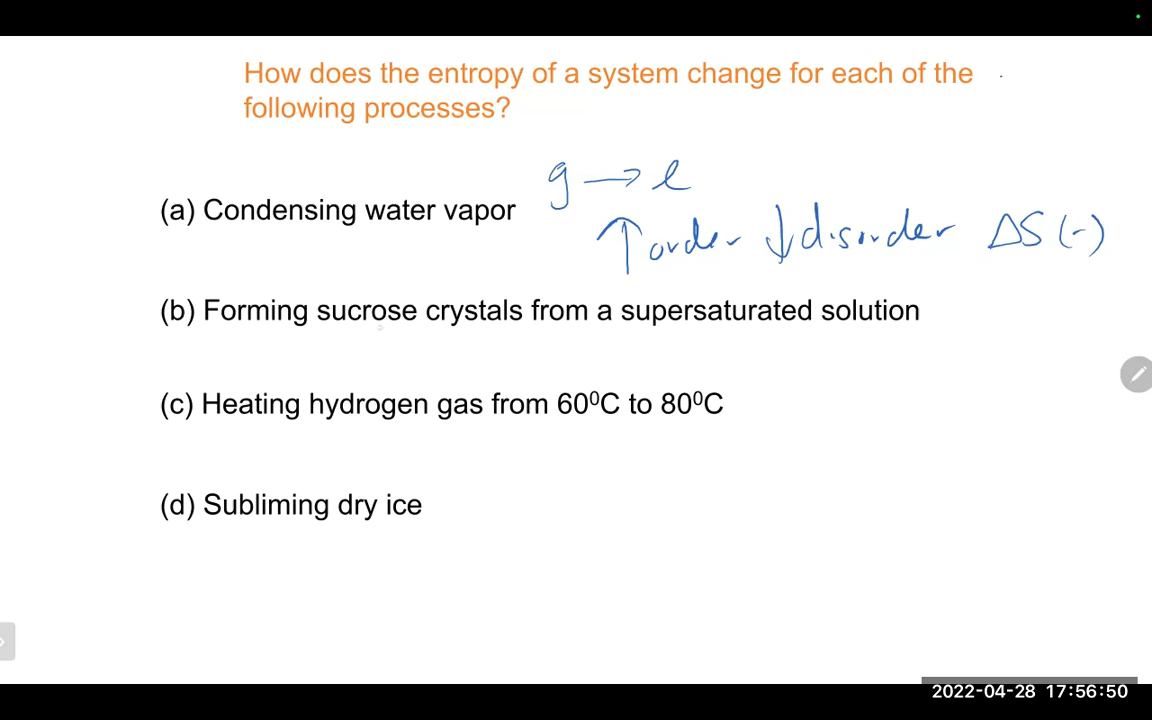 How does the entropy of a system change for each of the
following processes?
g → l
(a) Condensing water vapor
↑ order ↓ disorder ΔS (-)
(b) Forming sucrose crystals from a supersaturated solution
(c) Heating hydrogen gas from 60⁰C to 80⁰C
(d) Subliming dry ice
2022-04-28 17:56:50